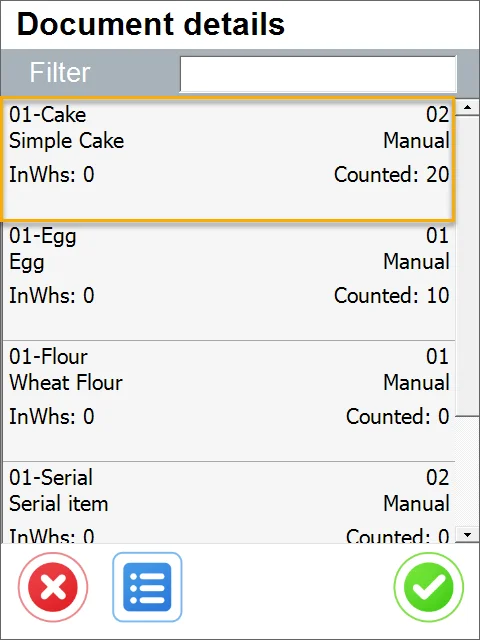 Document details
Filter
01-Cake 02
Simple Cake Manual
InWhs: 0 Counted: 20
01-Egg 01
Egg Manual
InWhs: 0 Counted: 10
01-Flour 01
Wheat Flour Manual
InWhs: 0 Counted: 0
01-Serial 02
Serial item Manual
InWhs: 0 Counted: 0